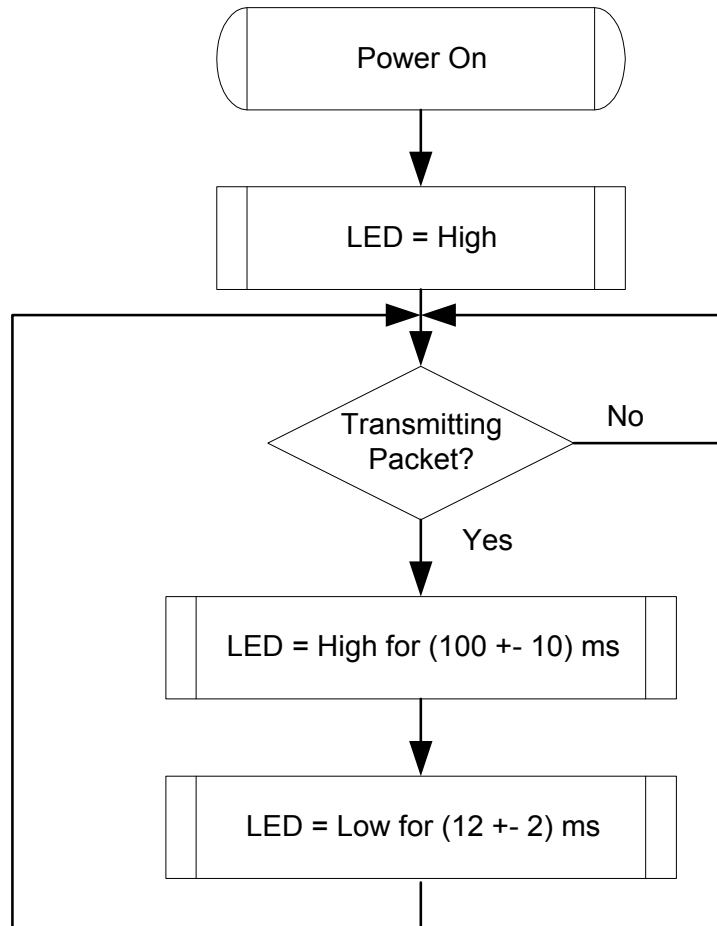 Power On
LED = High
Transmitting
Packet?
No
Yes
LED = High for (100 +- 10) ms
LED = Low for (12 +- 2) ms